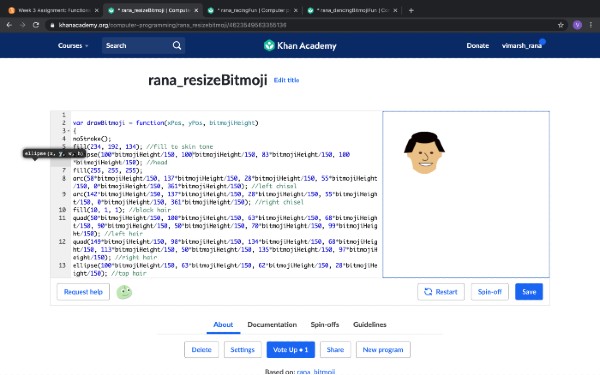 Week 3 Assignment: Function
* rana_resizeBitmoji | Computer
* rana_racingFun | Computer p
* rana_dancingBitmojiFun | Co
khanacademy.org/computer-programming/rana_resizebitmoji/4623549663355136
Courses
Search
Khan Academy
Donate
vimarsh_rana
rana_resizeBitmoji
Edit title
1
2 var drawBitmoji = function(xPos, yPos, bitmojiHeight)
3 {
4 noStroke();
5 fill(234, 192, 134); //fill to skin tone
ellipse(x, y, w, h)
ipse(100*bitmojiHeight/150, 100*bitmojiHeight/150, 83*bitmojiHeight/150, 100
*bitmojiHeight/150); //head
7 fill(255, 255, 255);
8 arc(58*bitmojiHeight/150, 137*bitmojiHeight/150, 28*bitmojiHeight/150, 55*bitmojiHeigh
t/150, 0*bitmojiHeight, 361*bitmojiHeight/150); //left chisel
9 arc(142*bitmojiHeight/150, 137*bitmojiHeight/150, 28*bitmojiHeight/150, 55*bitmojiHeig
ht/150, 0*bitmojiHeight, 361*bitmojiHeight/150); //right chisel
10 fill(10, 1, 1); //black hair
11 quad(50*bitmojiHeight/150, 100*bitmojiHeight/150, 63*bitmojiHeight/150, 68*bitmojiHeigh
t/150, 90*bitmojiHeight/150, 50*bitmojiHeight/150, 70*bitmojiHeight/150, 99*bitmojiHeig
ht/150); //left hair
12 quad(149*bitmojiHeight/150, 98*bitmojiHeight/150, 134*bitmojiHeight/150, 68*bitmojiHeig
ht/150, 113*bitmojiHeight/150, 50*bitmojiHeight/150, 135*bitmojiHeight/150, 97*bitmojiH
eight/150); //right hair
13 ellipse(100*bitmojiHeight/150, 63*bitmojiHeight/150, 62*bitmojiHeight/150, 28*bitmojiHe
ight/150); //top hair
Request help
Restart
Spin-off
Save
About
Documentation
Spin-offs
Guidelines
Delete
Settings
Vote Up • 1
Share
New program
Based on: rana_bitmoji